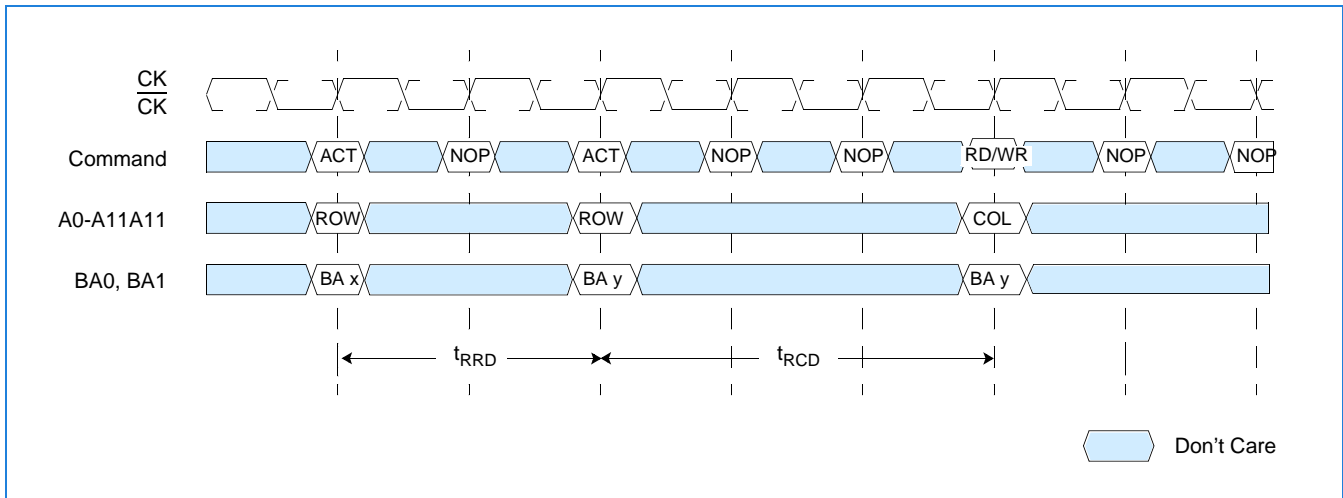 CK
CK
Command ACT NOP ACT NOP NOP RD/WR NOP NOP
A0-A11A11 ROW ROW COL
BA0, BA1 BA x BA y BA y
tRRD tRCD
Don't Care